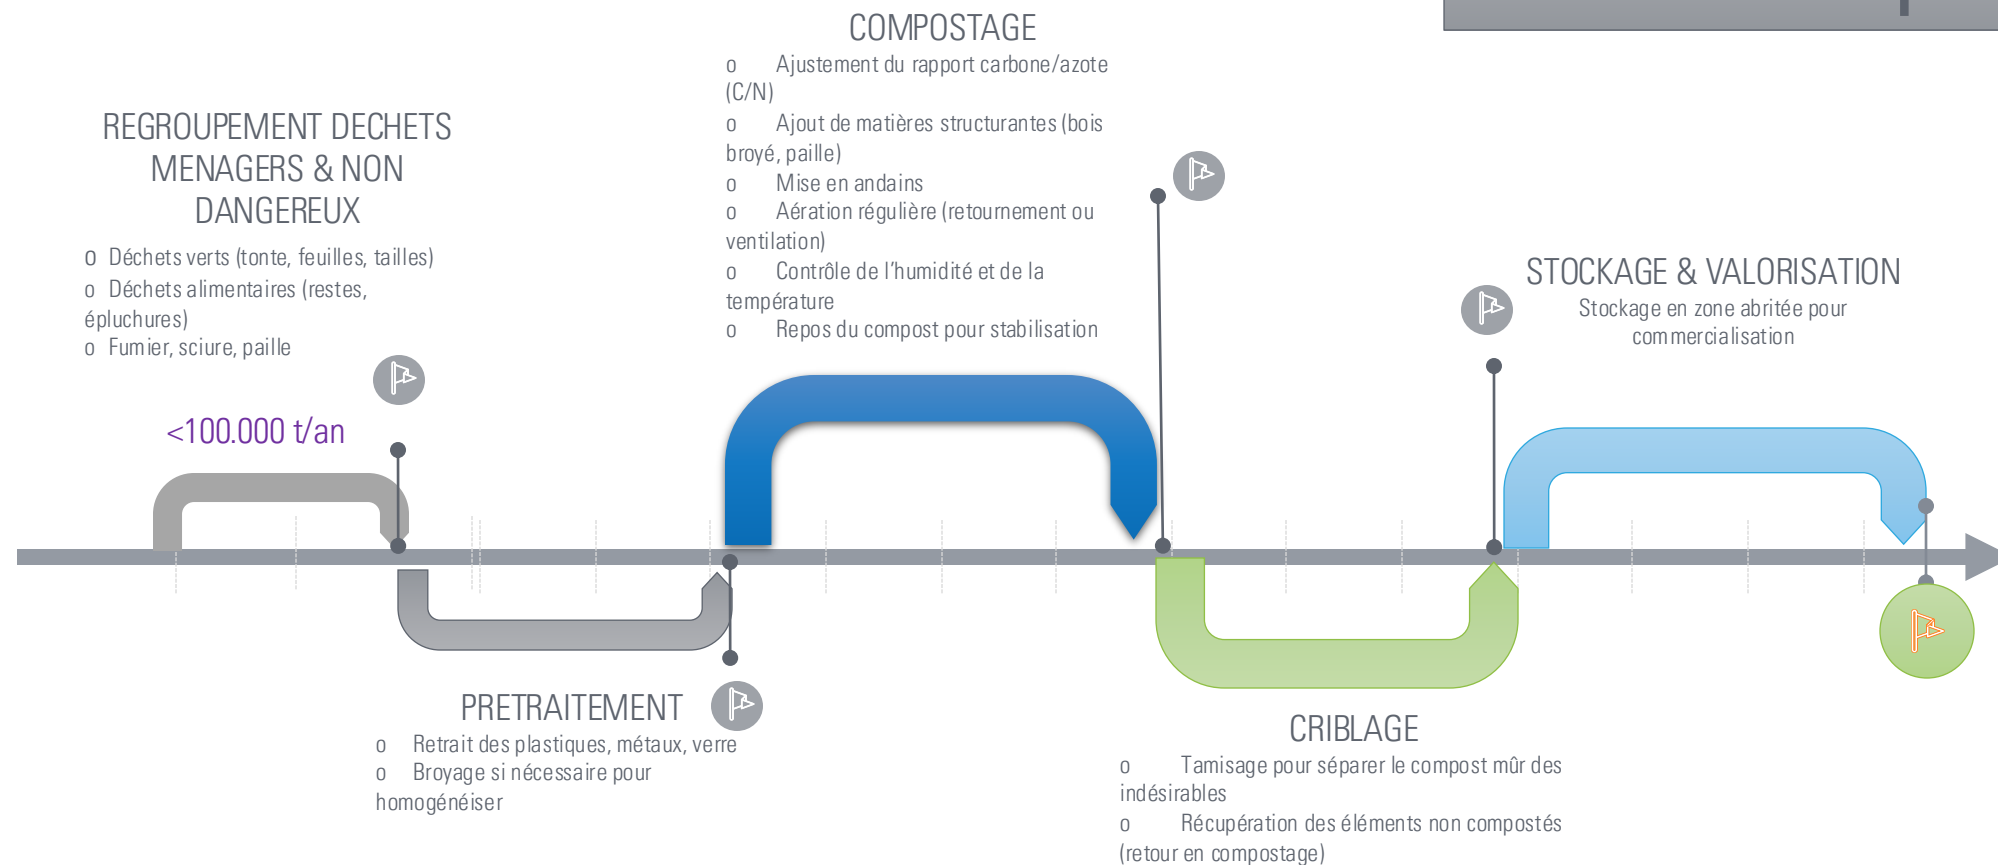 REGROUPEMENT DECHETS
MENAGERS & NON
DANGEREUX
o Déchets verts (tonte, feuilles, tailles)
o Déchets alimentaires (restes,
épluchures)
o Fumier, sciure, paille
<100.000 t/an
PRETRAITEMENT
o Retrait des plastiques, métaux, verre
o Broyage si nécessaire pour
homogénéiser
COMPOSTAGE
o Ajustement du rapport carbone/azote
(C/N)
o Ajout de matières structurantes (bois
broyé, paille)
o Mise en andains
o Aération régulière (retournement ou
ventilation)
o Contrôle de l'humidité et de la
température
o Repos du compost pour stabilisation
CRIBLAGE
o Tamisage pour séparer le compost mûr des
indésirables
o Récupération des éléments non compostés
(retour en compostage)
STOCKAGE & VALORISATION
Stockage en zone abritée pour
commercialisation